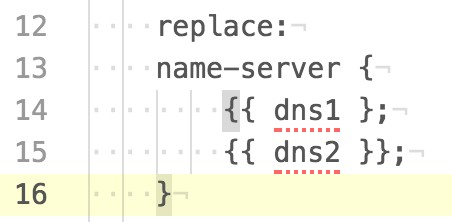 12 replace:¬
13 name-server {¬
14 {{ dns1 };¬
15 {{ dns2 }};¬
16 }¬